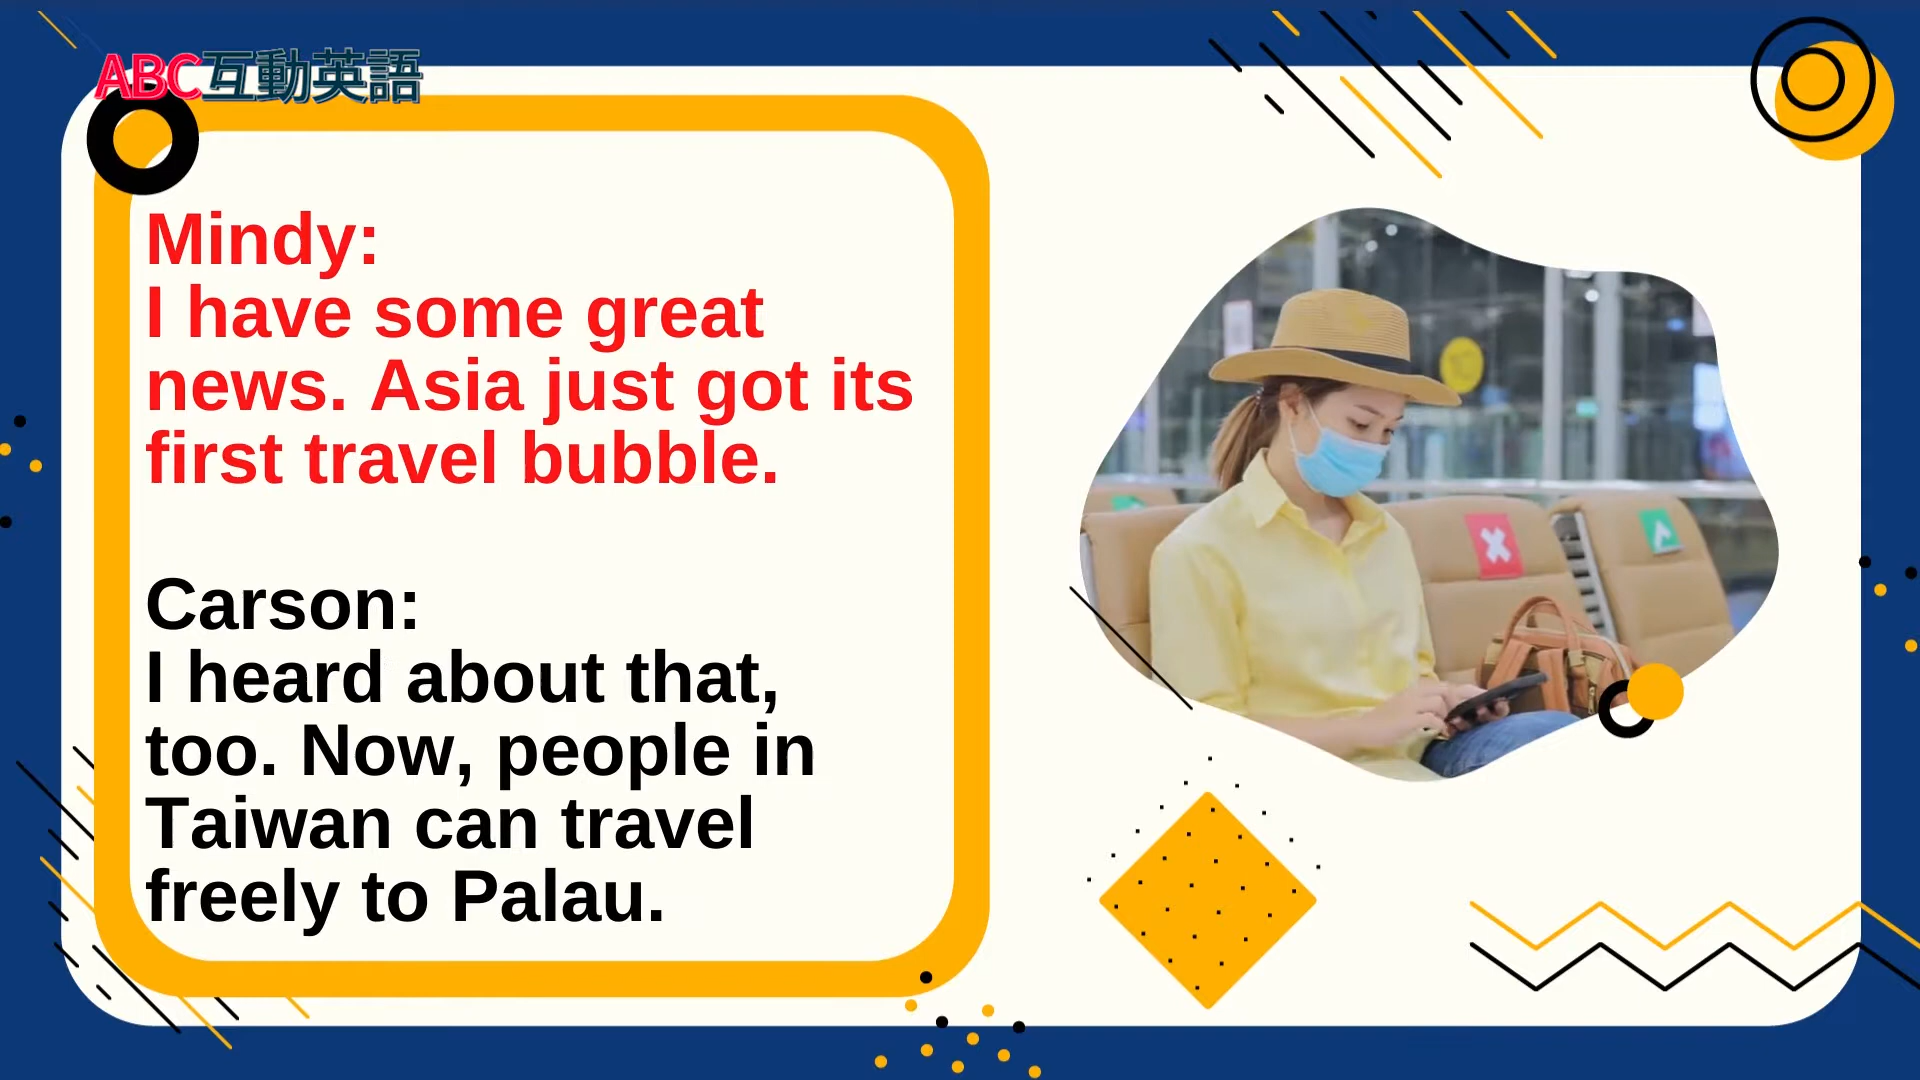 ABC互動英語
Mindy:
I have some great
news. Asia just got its
first travel bubble.
Carson:
I heard about that,
too. Now, people in
Taiwan can travel
freely to Palau.